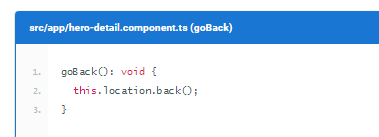 src/app/hero-detail.component.ts (goBack)
1. goBack(): void {
2. this.location.back();
3. }